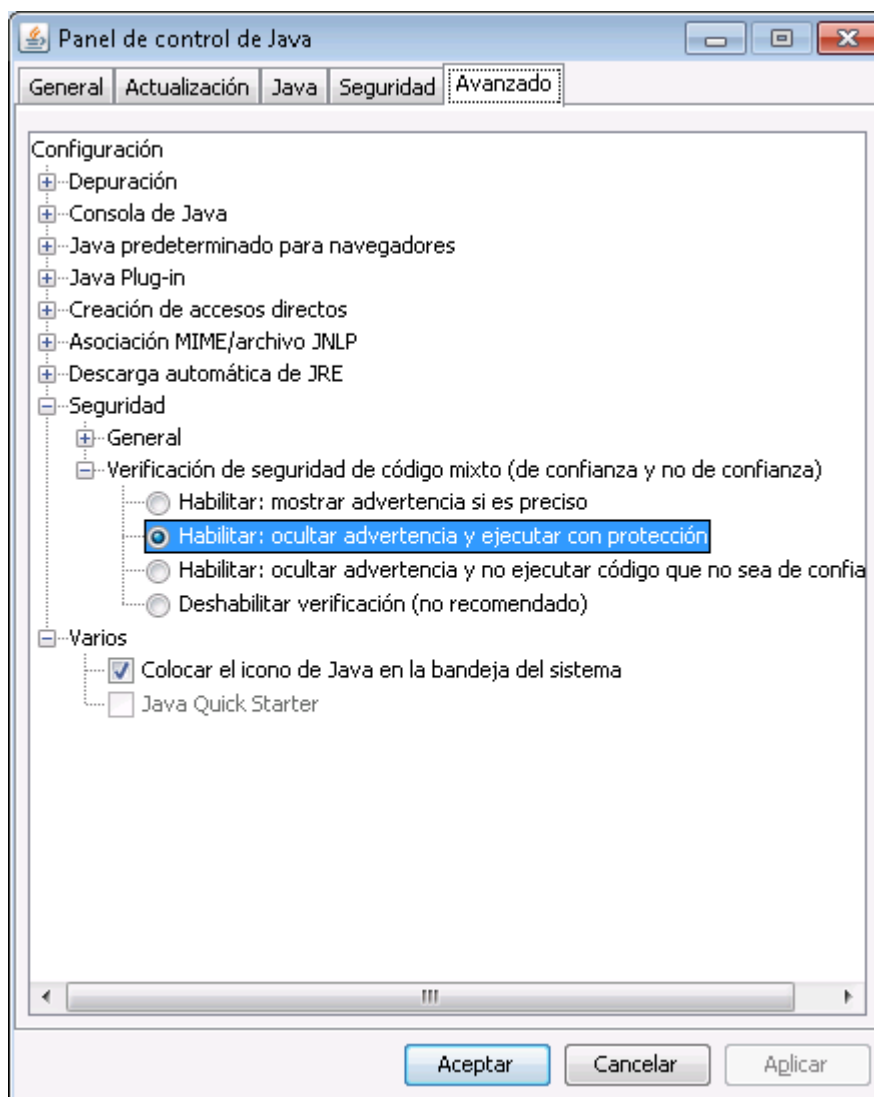 Panel de control de Java
General Actualización Java Seguridad Avanzado
Configuración
Depuración
Consola de Java
Java predeterminado para navegadores
Java Plug-in
Creación de accesos directos
Asociación MIME/archivo JNLP
Descarga automática de JRE
Seguridad
General
Verificación de seguridad de código mixto (de confianza y no de confianza)
Habilitar: mostrar advertencia si es preciso
Habilitar: ocultar advertencia y ejecutar con protección
Habilitar: ocultar advertencia y no ejecutar código que no sea de confia
Deshabilitar verificación (no recomendado)
Varios
Colocar el icono de Java en la bandeja del sistema
Java Quick Starter
Aceptar Cancelar Aplicar